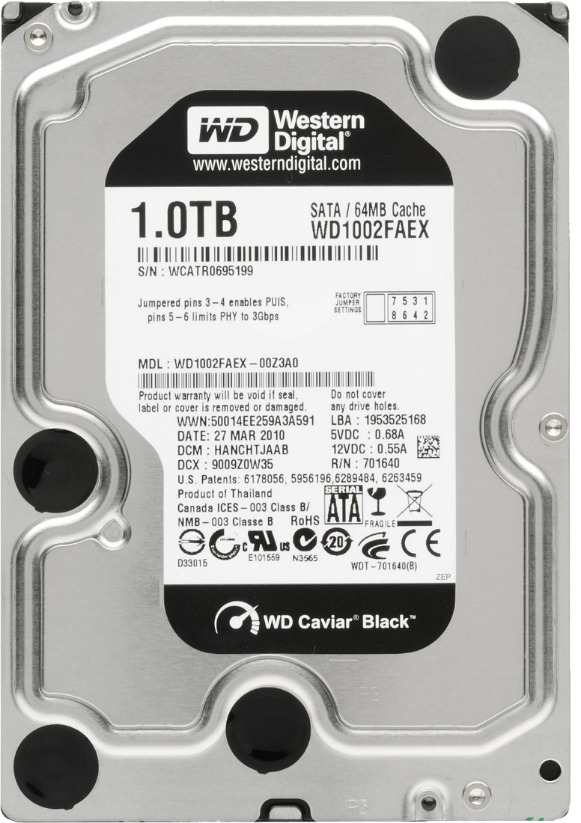 WD Western
Digital®
www.westerndigital.com
1.0TB
SATA / 64MB Cache
WD1002FAEX
S/N : WCATR0695199
Jumpered pins 3-4 enables PUIS,
pins 5-6 limits PHY to 3Gbps
FACTORY
JUMPER
SETTINGS
7 5 3 1
8 6 4 2
MDL : WD1002FAEX-00Z3A0
Product warranty will be void if seal,
label or cover is removed or damaged.
Do not cover
any drive holes.
WWN:50014EE259A3A591
LBA : 1953525168
DATE: 27 MAR 2010
5VDC : 0.68A
DCM : HANCHTJAAB
12VDC : 0.55A
DCX : 9009Z0W35
R/N : 701640
U.S. Patents: 6178056, 5956196,6289484, 6263459
Product of Thailand
Canada ICES-003 Class B/
NMB-003 Classe B
RoHS
SERIAL
ATA
FRAGILE
D33015
c us
E101559
N3565
20
CE
WDT-701640(B)
ZEP
WD Caviar® Black™